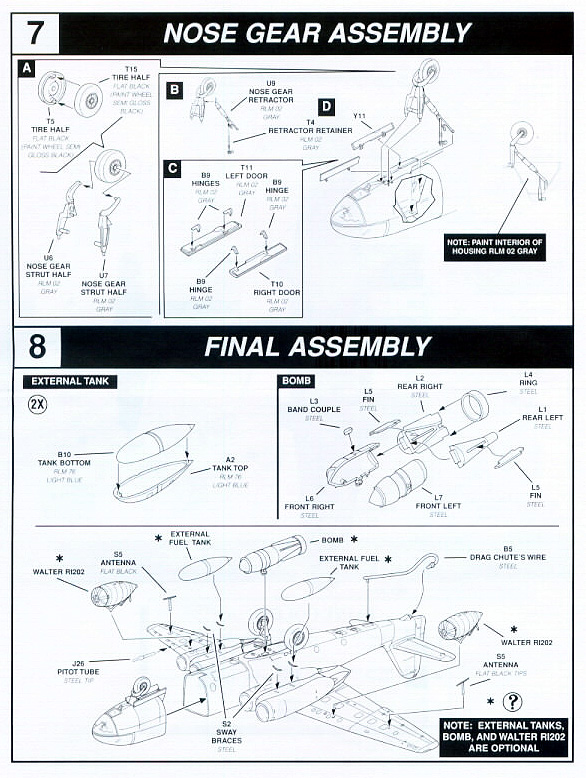 7 NOSE GEAR ASSEMBLY
A
T15
TIRE HALF
FLAT BLACK
(PAINT WHEEL
SEMI GLOSS
BLACK)
T5
TIRE HALF
FLAT BLACK
(PAINT WHEEL SEMI
GLOSS BLACK)
U6
NOSE GEAR
STRUT HALF
RLM 02
GRAY
U7
NOSE GEAR
STRUT HALF
RLM 02
GRAY
B
U9
NOSE GEAR
RETRACTOR
RLM 02
GRAY
T4
RETRACTOR RETAINER
RLM 02
GRAY
C
B9
HINGES
RLM 02
GRAY
T11
LEFT DOOR
RLM 02
GRAY
B9
HINGE
RLM 02
GRAY
B9
HINGE
RLM 02
GRAY
T10
RIGHT DOOR
RLM 02
GRAY
D
Y11
NOTE: PAINT INTERIOR OF
HOUSING RLM 02 GRAY
8 FINAL ASSEMBLY
EXTERNAL TANK
2X
B10
TANK BOTTOM
RLM 76
LIGHT BLUE
A2
TANK TOP
RLM 76
LIGHT BLUE
BOMB
L3
BAND COUPLE
STEEL
L5
FIN
STEEL
L2
REAR RIGHT
STEEL
L4
RING
STEEL
L1
REAR LEFT
STEEL
L5
FIN
STEEL
L6
FRONT RIGHT
STEEL
L7
FRONT LEFT
STEEL
*
WALTER RI202
S5
ANTENNA
FLAT BLACK
* EXTERNAL
FUEL TANK
BOMB *
EXTERNAL FUEL *
TANK
B5
DRAG CHUTE'S WIRE
STEEL
*
WALTER RI202
S5
ANTENNA
FLAT BLACK TIPS
J26
PITOT TUBE
STEEL TIP
S2
SWAY
BRACES
STEEL
* ?
NOTE: EXTERNAL TANKS,
BOMB, AND WALTER RI202
ARE OPTIONAL